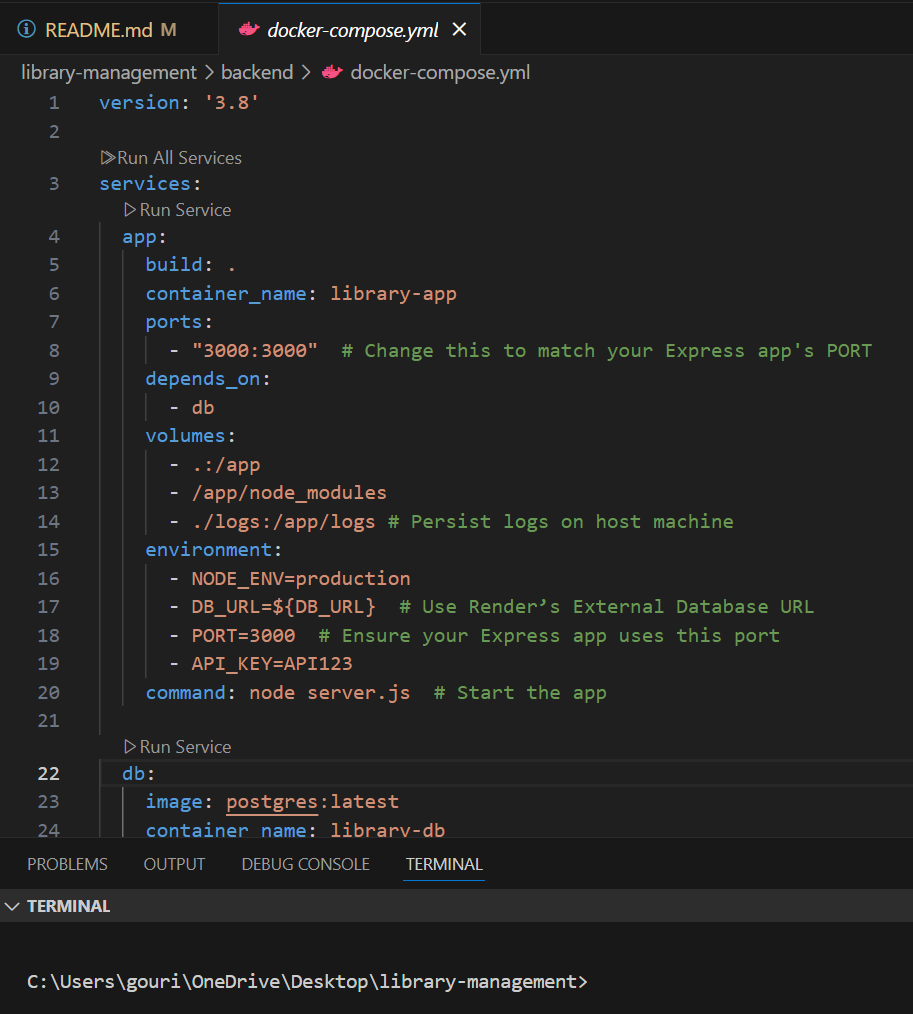 README.md M docker-compose.yml
library-management > backend > docker-compose.yml
1 version: '3.8'
2
Run All Services
3 services:
Run Service
4 app:
5 build: .
6 container_name: library-app
7 ports:
8 - "3000:3000" # Change this to match your Express app's PORT
9 depends_on:
10 - db
11 volumes:
12 - .:/app
13 - /app/node_modules
14 - ./logs:/app/logs # Persist logs on host machine
15 environment:
16 - NODE_ENV=production
17 - DB_URL=${DB_URL} # Use Render’s External Database URL
18 - PORT=3000 # Ensure your Express app uses this port
19 - API_KEY=API123
20 command: node server.js # Start the app
21
Run Service
22 db:
23 image: postgres:latest
24 container_name: library-db
PROBLEMS OUTPUT DEBUG CONSOLE TERMINAL
TERMINAL
C:\Users\gouri\OneDrive\Desktop\library-management>